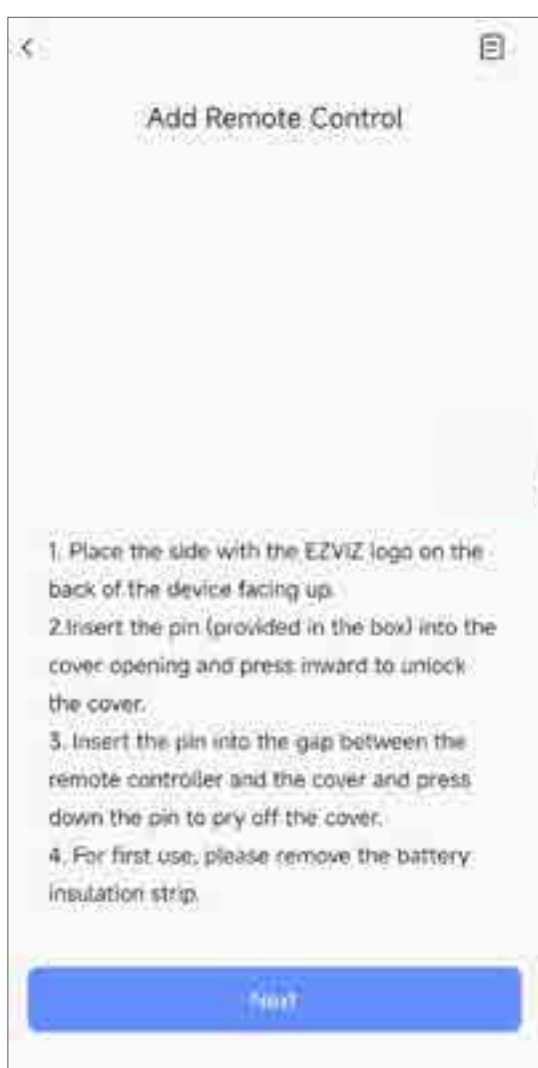 Add Remote Control
1. Place the side with the EZVIZ logo on the
back of the device facing up.
2.Insert the pin (provided in the box) into the
cover opening and press inward to unlock
the cover.
3. Insert the pin into the gap between the
remote controller and the cover and press
down the pin to pry off the cover.
4. For first use, please remove the battery
insulation strip.
Next